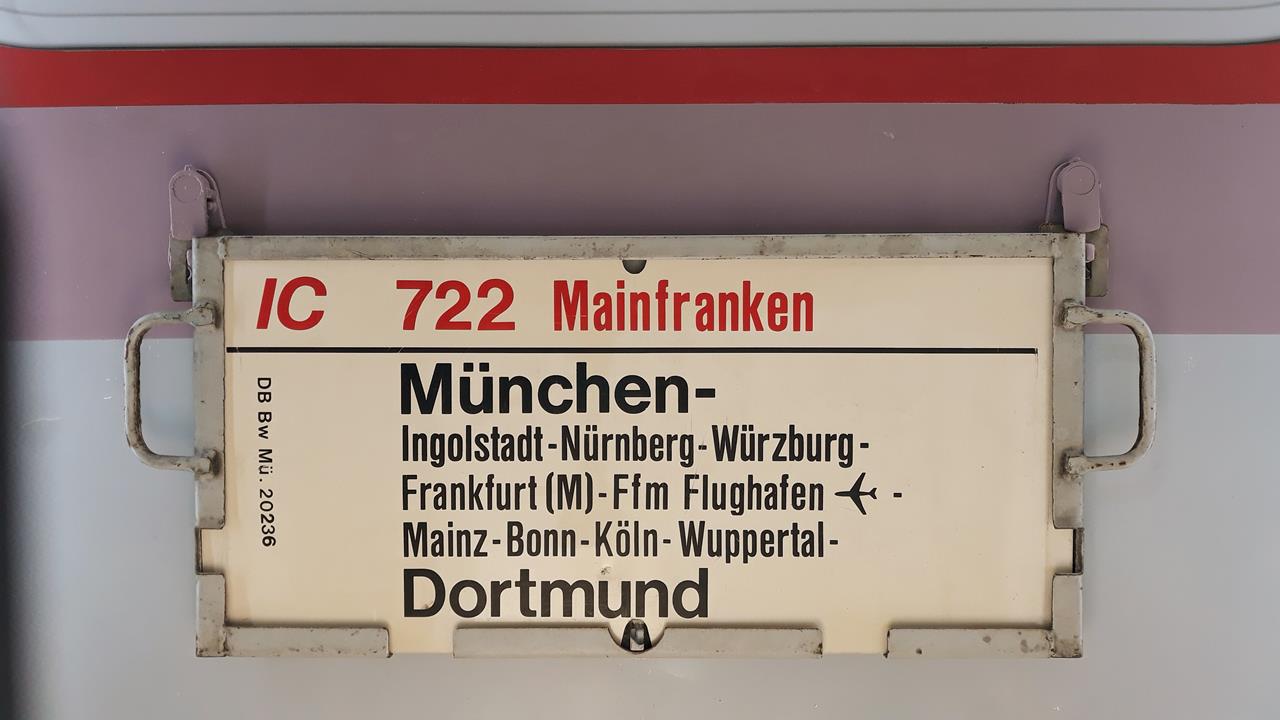 IC 722 Mainfranken
DB Bw Mü. 20236
München-
Ingolstadt-Nürnberg-Würzburg-
Frankfurt (M)-Ffm Flughafen ✈ -
Mainz-Bonn-Köln-Wuppertal-
Dortmund